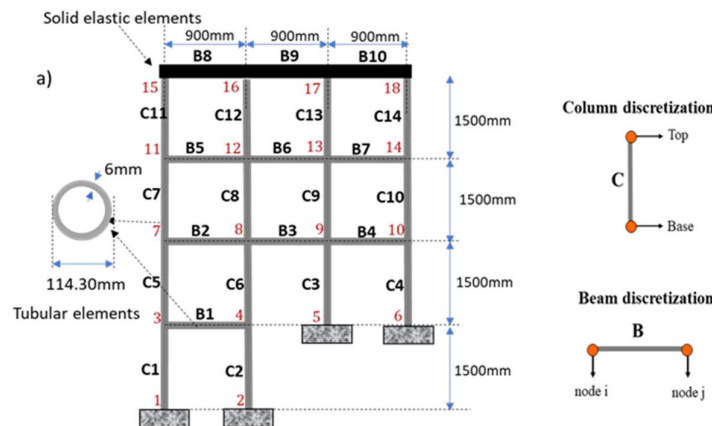 Solid elastic elements
900mm 900mm 900mm
B8 B9 B10
a)
15 16 17 18
C11 C12 C13 C14
1500mm
B5 B6 B7
11 12 13 14
6mm
C7 C8 C9 C10
1500mm
B2 B3 B4
7 8 9 10
114.30mm
C5 C6 C3 C4
1500mm
Tubular elements
B1
3 4 5 6
C1 C2
1500mm
1 2
Column discretization
Top
C
Base
Beam discretization
B
node i node j